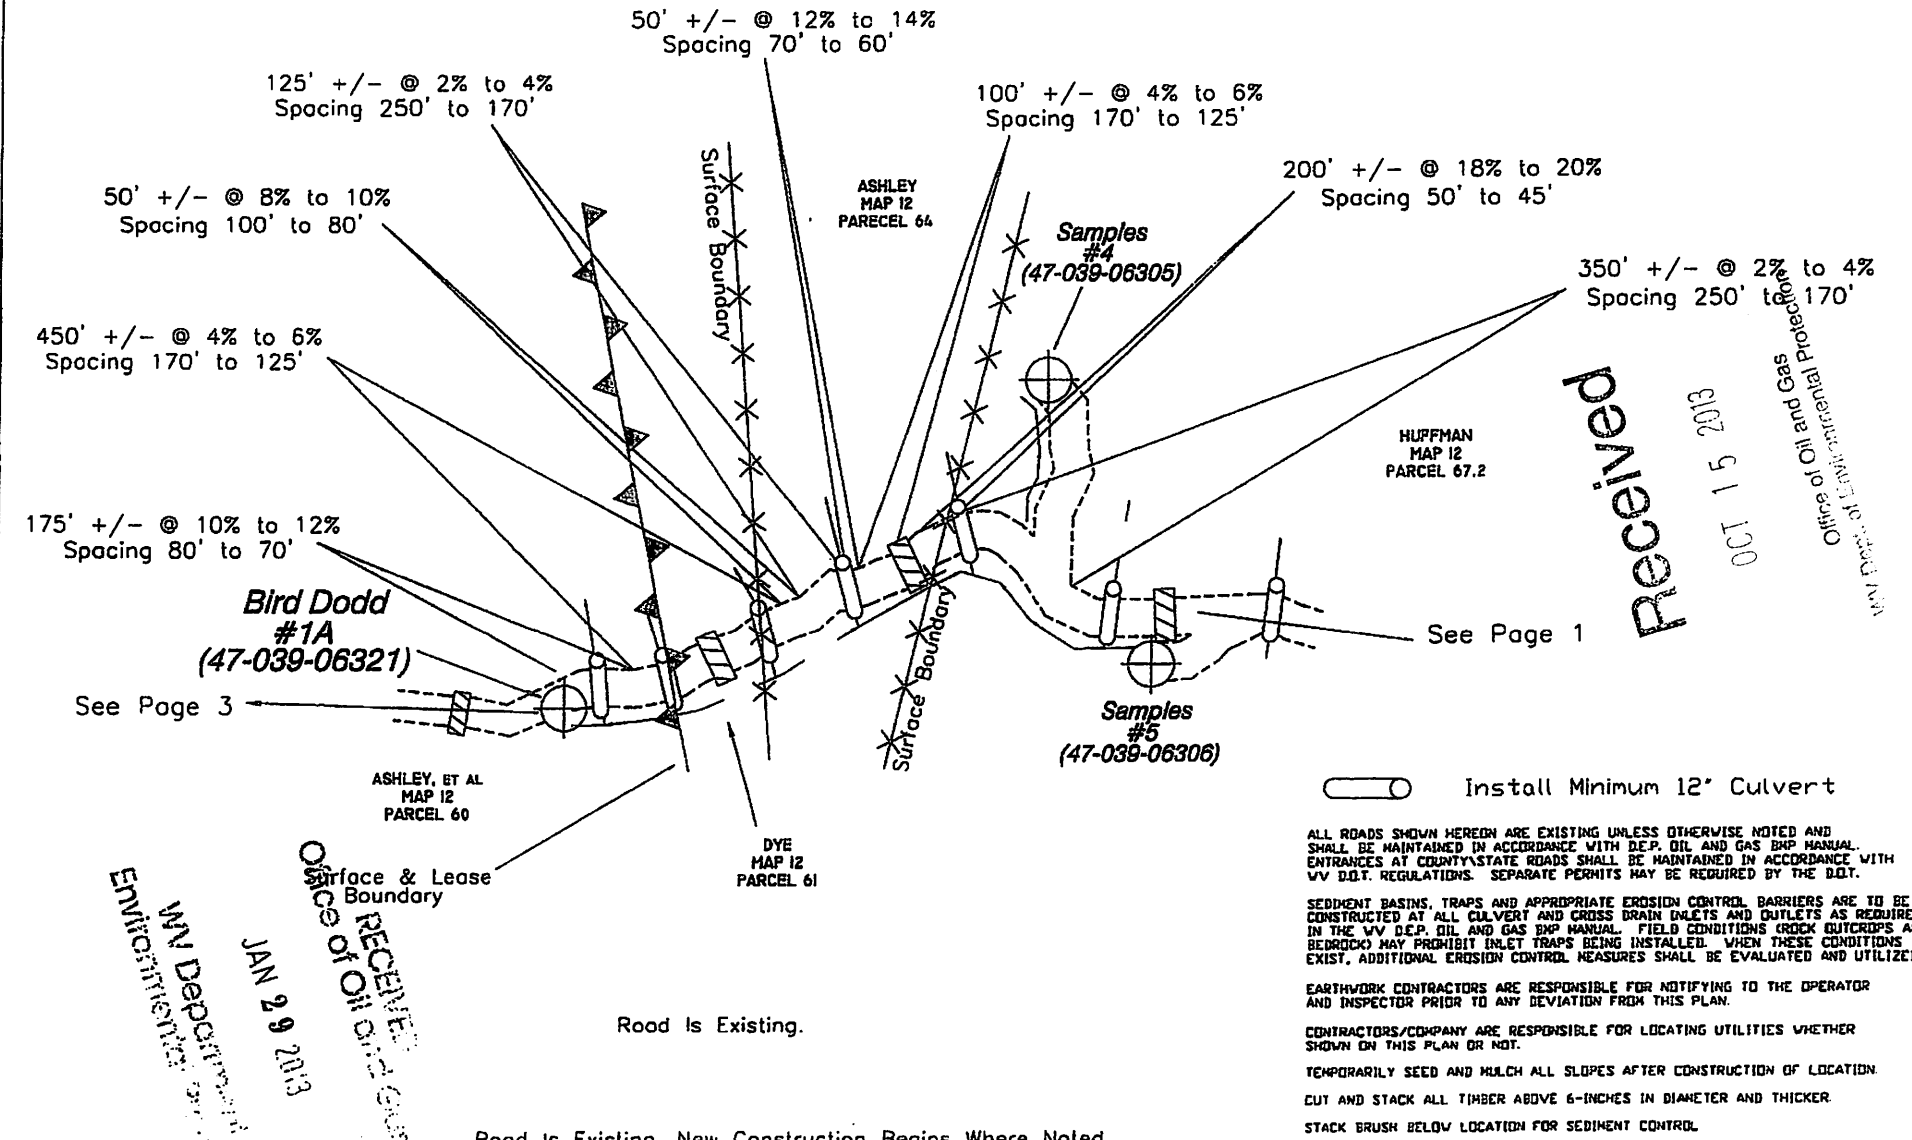 50' +/- @ 12% to 14%
Spacing 70' to 60'
125' +/- @ 2% to 4%
Spacing 250' to 170'
100' +/- @ 4% to 6%
Spacing 170' to 125'
50' +/- @ 8% to 10%
Spacing 100' to 80'
200' +/- @ 18% to 20%
Spacing 50' to 45'
Surface Boundary
ASHLEY
MAP 12
PARECEL 64
Samples
#4
(47-039-06305)
350' +/- @ 2% to 4%
Spacing 250' to 170'
450' +/- @ 4% to 6%
Spacing 170' to 125'
HUFFMAN
MAP 12
PARCEL 67.2
Received
OCT 15 2013
Office of Oil and Gas
WV Dept. of Environmental Protection
175' +/- @ 10% to 12%
Spacing 80' to 70'
Bird Dodd
#1A
(47-039-06321)
See Page 1
See Page 3
Surface Boundary
Samples
#5
(47-039-06306)
ASHLEY, ET AL
MAP 12
PARCEL 60
DYE
MAP 12
PARCEL 61
Surface & Lease
Boundary
RECEIVED
Office of Oil and Gas
JAN 29 2013
WV Department
Environmental
Install Minimum 12" Culvert
ALL ROADS SHOWN HEREON ARE EXISTING UNLESS OTHERWISE NOTED AND
SHALL BE MAINTAINED IN ACCORDANCE WITH D.E.P. OIL AND GAS BMP MANUAL.
ENTRANCES AT COUNTY\STATE ROADS SHALL BE MAINTAINED IN ACCORDANCE WITH
WV D.O.T. REGULATIONS. SEPARATE PERMITS MAY BE REQUIRED BY THE D.O.T.
SEDIMENT BASINS, TRAPS AND APPROPRIATE EROSION CONTROL BARRIERS ARE TO BE
CONSTRUCTED AT ALL CULVERT AND CROSS DRAIN INLETS AND OUTLETS AS REQUIRE
IN THE WV D.E.P. OIL AND GAS BMP MANUAL. FIELD CONDITIONS (ROCK OUTCROPS A
BEDROCK) MAY PROHIBIT INLET TRAPS BEING INSTALLED. WHEN THESE CONDITIONS
EXIST, ADDITIONAL EROSION CONTROL MEASURES SHALL BE EVALUATED AND UTILIZE
EARTHWORK CONTRACTORS ARE RESPONSIBLE FOR NOTIFYING TO THE OPERATOR
AND INSPECTOR PRIOR TO ANY DEVIATION FROM THIS PLAN.
CONTRACTORS/COMPANY ARE RESPONSIBLE FOR LOCATING UTILITIES WHETHER
SHOWN ON THIS PLAN OR NOT.
TEMPORARILY SEED AND MULCH ALL SLOPES AFTER CONSTRUCTION OF LOCATION.
CUT AND STACK ALL TIMBER ABOVE 6-INCHES IN DIAMETER AND THICKER.
STACK BRUSH BELOW LOCATION FOR SEDIMENT CONTROL
Road Is Existing.
Road Is Existing. New Construction Begins Where Noted